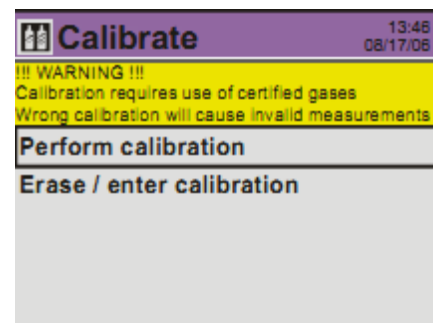 Calibrate
13:46
08/17/06
!!! WARNING !!!
Calibration requires use of certified gases
Wrong calibration will cause invalid measurements
Perform calibration
Erase / enter calibration